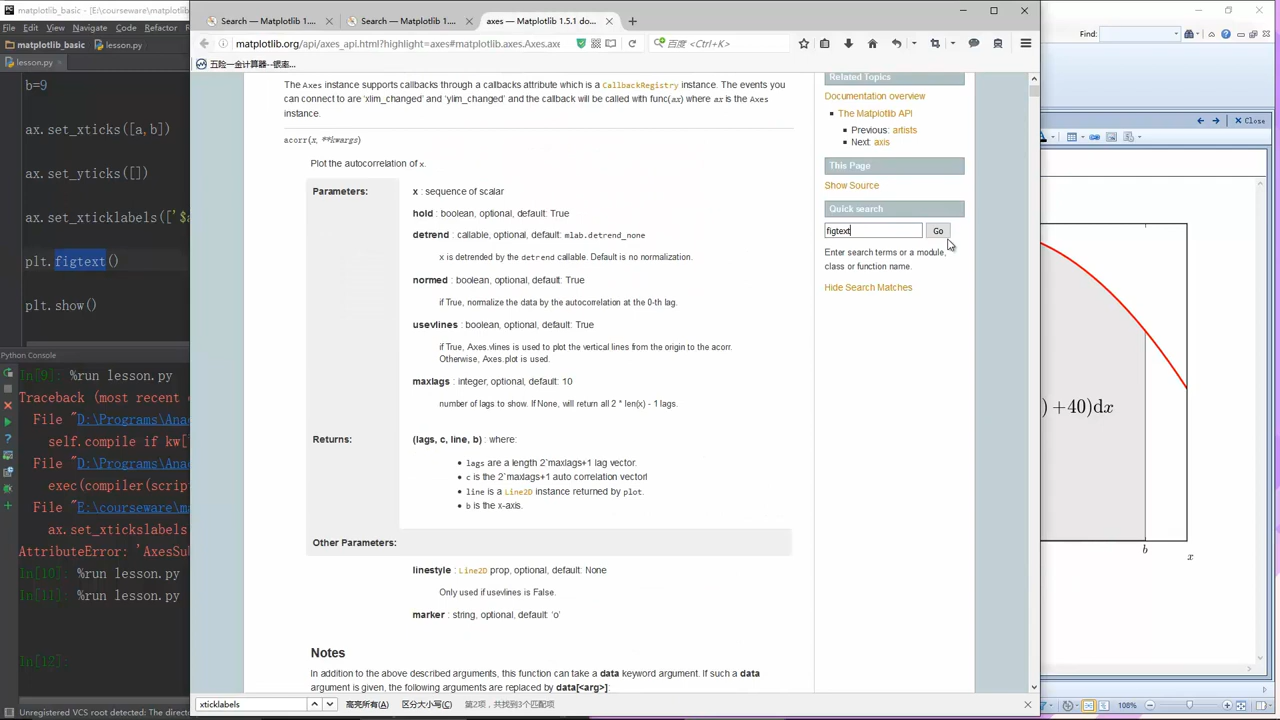 matplotlib_basic - [E:\courseware\ma
File Edit View Navigate Code Refactor
matplotlib_basic lesson.py
lesson.py
b=9
ax.set_xticks([a,b])
ax.set_yticks([])
ax.set_xticklabels(['$a
plt.figtext()
plt.show()
Python Console
In[9]: %run lesson.py
Traceback (most recent c
File "D:\Programs\Anac
self.compile if kw[
File "D:\Programs\Anac
exec(compile(script
File "E:\courseware\ma
ax.set_xtickslabels
AttributeError: 'AxesSub
In[10]: %run lesson.py
In[11]: %run lesson.py
In[12]:
Unregistered VCS root detected: The direc
Search — Matplotlib 1....
Search — Matplotlib 1....
axes — Matplotlib 1.5.1 do...
matplotlib.org/api/axes_api.html?highlight=axes#matplotlib.axes.Axes.axe
百度 <Ctrl+K>
五险一金计算器--银率...
The Axes instance supports callbacks through a callbacks attribute which is a CallbackRegistry instance. The events you
can connect to are 'xlim_changed' and 'ylim_changed' and the callback will be called with func(ax) where ax is the Axes
instance.
acorr(x, **kwargs)
Plot the autocorrelation of x.
Parameters:
x : sequence of scalar
hold : boolean, optional, default: True
detrend : callable, optional, default: mlab.detrend_none
x is detrended by the detrend callable. Default is no normalization.
normed : boolean, optional, default: True
if True, normalize the data by the autocorrelation at the 0-th lag.
usevlines : boolean, optional, default: True
if True, Axes.vlines is used to plot the vertical lines from the origin to the acorr.
Otherwise, Axes.plot is used.
maxlags : integer, optional, default: 10
number of lags to show. If None, will return all 2 * len(x) - 1 lags.
Returns:
(lags, c, line, b) : where:
lags are a length 2*maxlags+1 lag vector.
c is the 2*maxlags+1 auto correlation vectorI
line is a Line2D instance returned by plot.
b is the x-axis.
Other Parameters:
linestyle : Line2D prop, optional, default: None
Only used if usevlines is False.
marker : string, optional, default: 'o'
Notes
In addition to the above described arguments, this function can take a data keyword argument. If such a data
argument is given, the following arguments are replaced by data[<arg>]:
Related Topics
Documentation overview
The Matplotlib API
Previous: artists
Next: axis
This Page
Show Source
Quick search
figtext
Go
Enter search terms or a module,
class or function name.
Hide Search Matches
xticklabels 高亮所有(A) 区分大小写(C) 第2项，共找到3个匹配项
Find:
Close
)+40)dx
b
x
108%